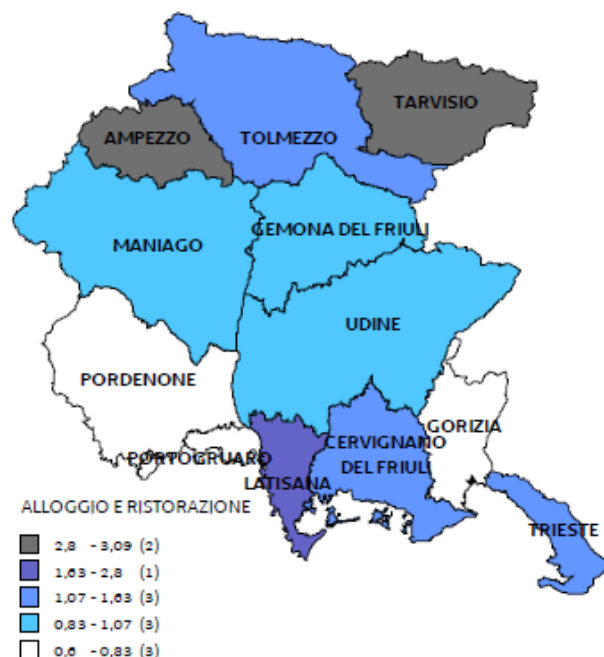 TARVISIO
AMPEZZO
TOLMEZZO
GEMONA DEL FRIULI
MANIAGO
UDINE
PORDENONE
GORIZIA
CERVIGNANO
DEL FRIULI
PORTOGRUARO
LATISANA
TRIESTE
ALLOGGIO E RISTORAZIONE
2,8 - 3,09 (2)
1,63 - 2,8 (1)
1,07 - 1,63 (3)
0,83 - 1,07 (3)
0,6 - 0,83 (3)